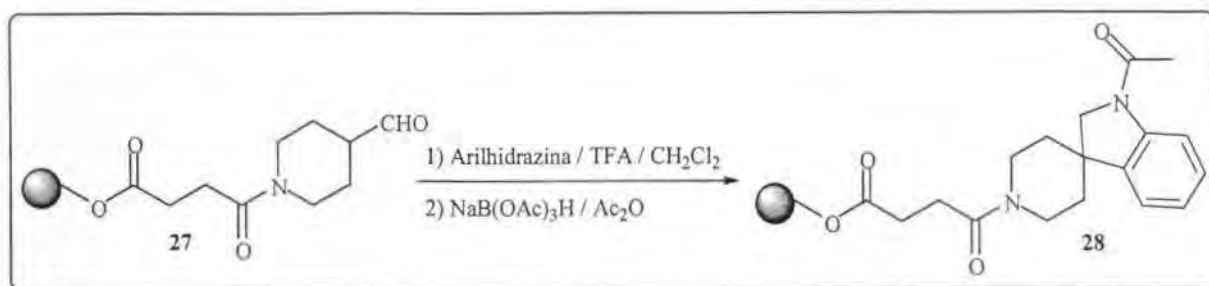 CHO
O
O
N
O
27
1) Arilhidrazina / TFA / CH₂Cl₂
2) NaB(OAc)₃H / Ac₂O
O
N
O
O
N
O
28